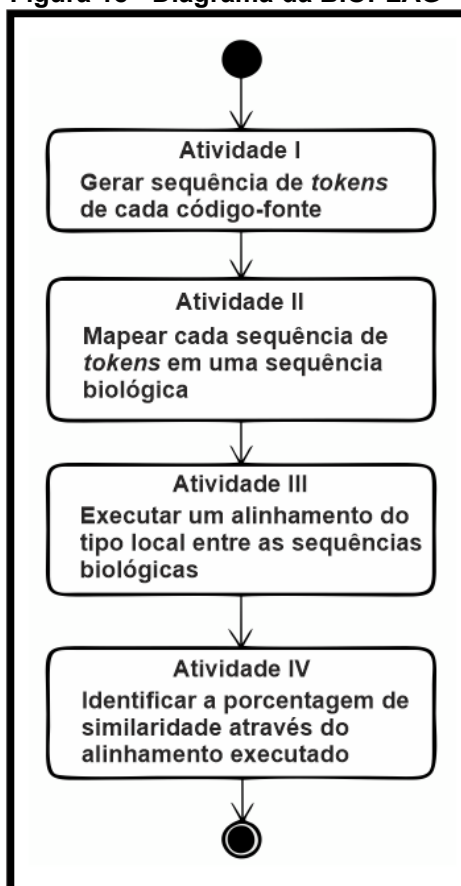 Figura - Diagrama da
Atividade I
Gerar sequência de tokens
de cada código-fonte
Atividade II
Mapear cada sequência de
tokens em uma sequência
biológica
Atividade III
Executar um alinhamento do
tipo local entre as sequências
biológicas
Atividade IV
Identificar a porcentagem de
similaridade através do
alinhamento executado